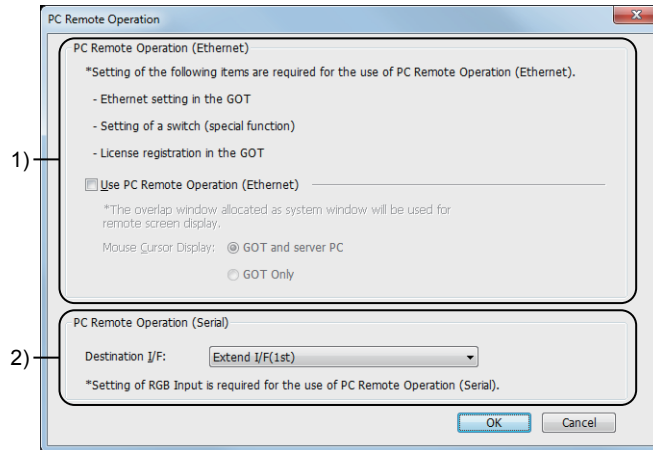 PC Remote Operation
x
PC Remote Operation (Ethernet)
*Setting of the following items are required for the use of PC Remote Operation (Ethernet).
- Ethernet setting in the GOT
- Setting of a switch (special function)
- License registration in the GOT
1)
Use PC Remote Operation (Ethernet)
*The overlap window allocated as system window will be used for
remote screen display.
Mouse Cursor Display: GOT and server PC
GOT Only
PC Remote Operation (Serial)
2)
Destination I/F: Extend I/F(1st)
*Setting of RGB Input is required for the use of PC Remote Operation (Serial).
OK Cancel